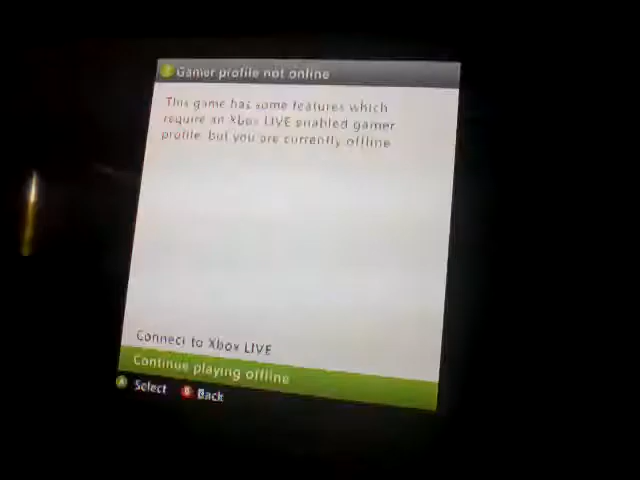 Gamer profile not online
This game has some features which
require an Xbox LIVE enabled gamer
profile, but you are currently offline
Connect to Xbox LIVE
Continue playing offline
A Select B Back